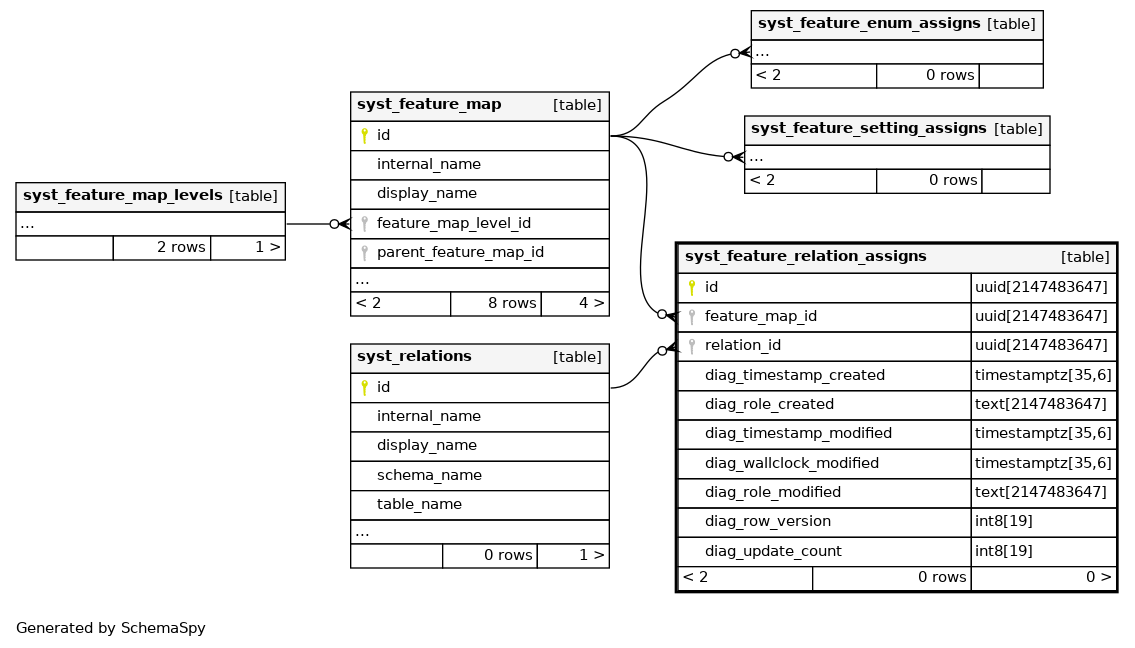 syst_feature_enum_assigns [table]
...
< 2 0 rows
syst_feature_map [table]
id
internal_name
display_name
feature_map_level_id
parent_feature_map_id
...
< 2 8 rows 4 >
syst_feature_setting_assigns [table]
...
< 2 0 rows
syst_feature_map_levels [table]
...
2 rows 1 >
syst_feature_relation_assigns [table]
id uuid[2147483647]
feature_map_id uuid[2147483647]
relation_id uuid[2147483647]
diag_timestamp_created timestamptz[35,6]
diag_role_created text[2147483647]
diag_timestamp_modified timestamptz[35,6]
diag_wallclock_modified timestamptz[35,6]
diag_role_modified text[2147483647]
diag_row_version int8[19]
diag_update_count int8[19]
< 2 0 rows 0 >
syst_relations [table]
id
internal_name
display_name
schema_name
table_name
...
0 rows 1 >
Generated by SchemaSpy